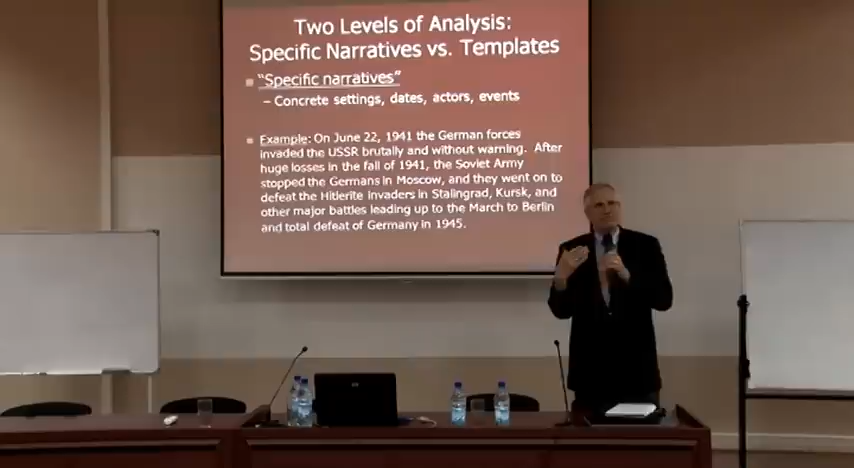 Two Levels of Analysis:
Specific Narratives vs. Templates
"Specific narratives"
– Concrete settings, dates, actors, events
Example: On June 22, 1941 the German forces
invaded the USSR brutally and without warning. After
huge losses in the fall of 1941, the Soviet Army
stopped the Germans in Moscow, and they went on to
defeat the Hitlerite invaders in Stalingrad, Kursk, and
other major battles leading up to the March to Berlin
and total defeat of Germany in 1945.